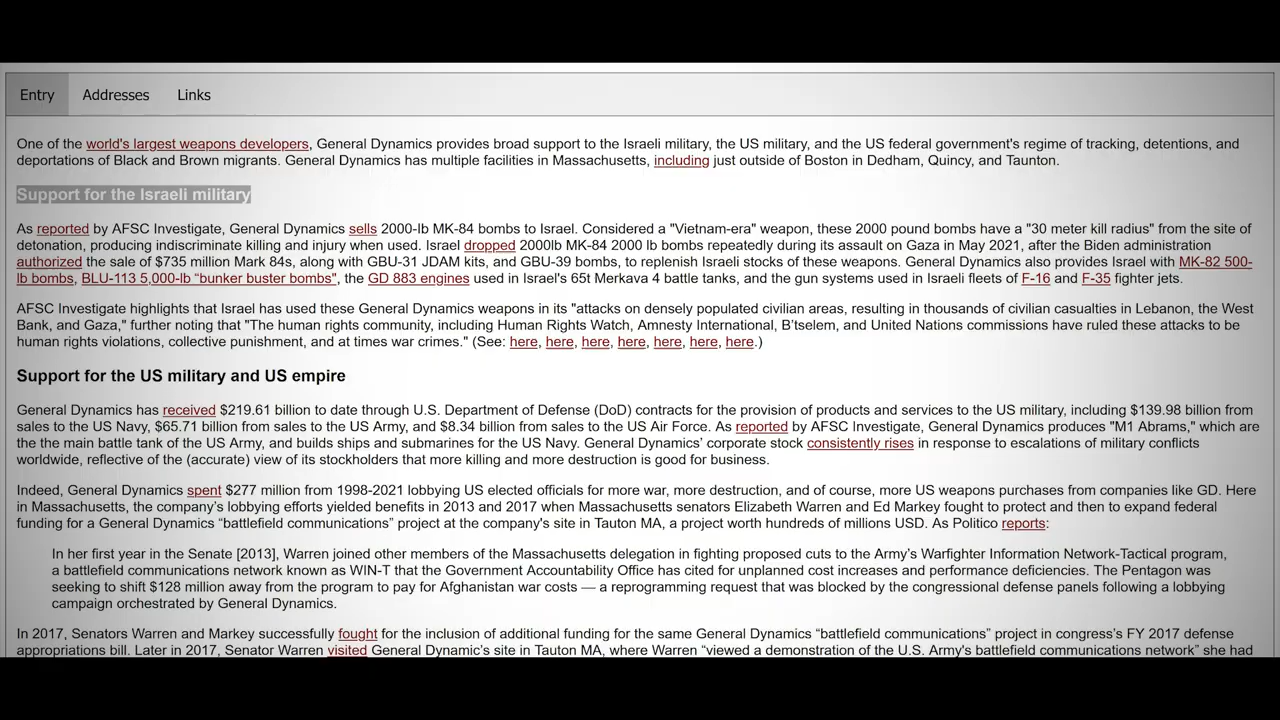 Entry Addresses Links
One of the world's largest weapons developers, General Dynamics provides broad support to the Israeli military, the US military, and the US federal government's regime of tracking, detentions, and
deportations of Black and Brown migrants. General Dynamics has multiple facilities in Massachusetts, including just outside of Boston in Dedham, Quincy, and Taunton.
Support for the Israeli military
As reported by AFSC Investigate, General Dynamics sells 2000-lb MK-84 bombs to Israel. Considered a "Vietnam-era" weapon, these 2000 pound bombs have a "30 meter kill radius" from the site of
detonation, producing indiscriminate killing and injury when used. Israel dropped 2000lb MK-84 2000 lb bombs repeatedly during its assault on Gaza in May 2021, after the Biden administration
authorized the sale of $735 million Mark 84s, along with GBU-31 JDAM kits, and GBU-39 bombs, to replenish Israeli stocks of these weapons. General Dynamics also provides Israel with MK-82 500-
lb bombs, BLU-113 5,000-lb “bunker buster bombs", the GD 883 engines used in Israel's 65t Merkava 4 battle tanks, and the gun systems used in Israeli fleets of F-16 and F-35 fighter jets.
AFSC Investigate highlights that Israel has used these General Dynamics weapons in its "attacks on densely populated civilian areas, resulting in thousands of civilian casualties in Lebanon, the West
Bank, and Gaza," further noting that "The human rights community, including Human Rights Watch, Amnesty International, B’tselem, and United Nations commissions have ruled these attacks to be
human rights violations, collective punishment, and at times war crimes." (See: here, here, here, here, here, here, here.)
Support for the US military and US empire
General Dynamics has received $219.61 billion to date through U.S. Department of Defense (DoD) contracts for the provision of products and services to the US military, including $139.98 billion from
sales to the US Navy, $65.71 billion from sales to the US Army, and $8.34 billion from sales to the US Air Force. As reported by AFSC Investigate, General Dynamics produces "M1 Abrams," which are
the the main battle tank of the US Army, and builds ships and submarines for the US Navy. General Dynamics’ corporate stock consistently rises in response to escalations of military conflicts
worldwide, reflective of the (accurate) view of its stockholders that more killing and more destruction is good for business.
Indeed, General Dynamics spent $277 million from 1998-2021 lobbying US elected officials for more war, more destruction, and of course, more US weapons purchases from companies like GD. Here
in Massachusetts, the company’s lobbying efforts yielded benefits in 2013 and 2017 when Massachusetts senators Elizabeth Warren and Ed Markey fought to protect and then to expand federal
funding for a General Dynamics “battlefield communications” project at the company's site in Tauton MA, a project worth hundreds of millions USD. As Politico reports:
In her first year in the Senate [2013], Warren joined other members of the Massachusetts delegation in fighting proposed cuts to the Army’s Warfighter Information Network-Tactical program,
a battlefield communications network known as WIN-T that the Government Accountability Office has cited for unplanned cost increases and performance deficiencies. The Pentagon was
seeking to shift $128 million away from the program to pay for Afghanistan war costs — a reprogramming request that was blocked by the congressional defense panels following a lobbying
campaign orchestrated by General Dynamics.
In 2017, Senators Warren and Markey successfully fought for the inclusion of additional funding for the same General Dynamics “battlefield communications” project in congress’s FY 2017 defense
appropriations bill. Later in 2017, Senator Warren visited General Dynamic’s site in Tauton MA, where Warren “viewed a demonstration of the U.S. Army's battlefield communications network” she had